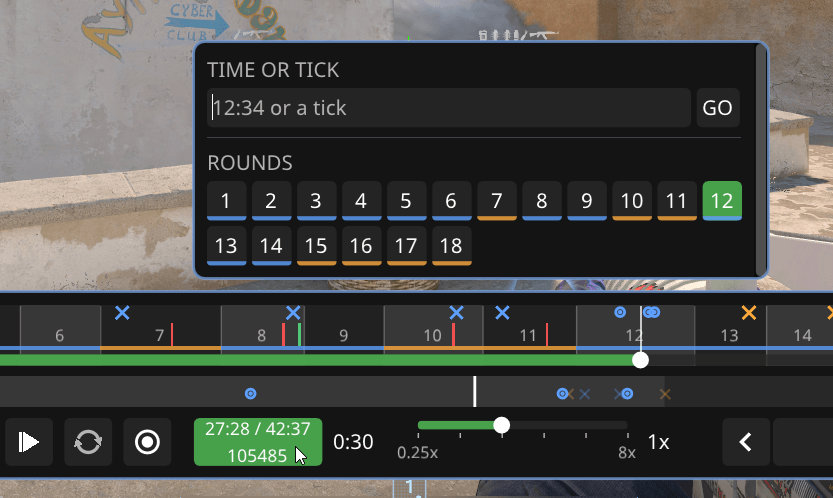 CYBER
CLUB
TIME OR TICK
12:34 or a tick GO
ROUNDS
1 2 3 4 5 6 7 8 9 10 11 12
13 14 15 16 17 18
6 7 8 9 10 11 12 13 14
27:28 / 42:37
105485
0:30
0.25x 8x 1x
1